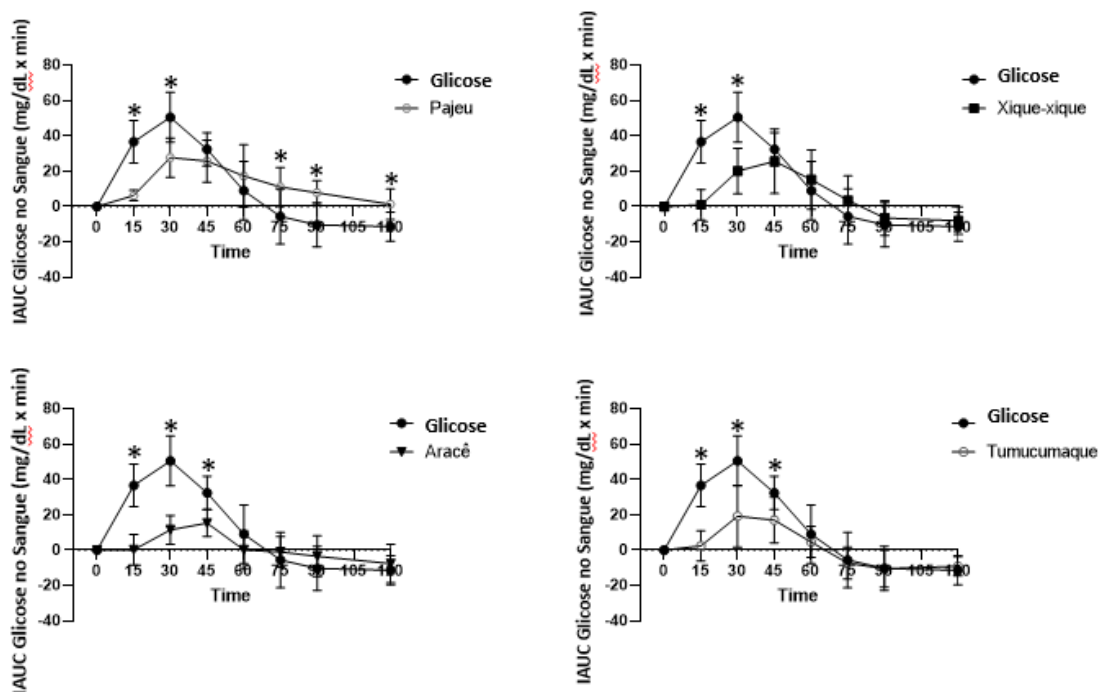 IAUC Glicose no Sangue (mg/dL x min)
80
60
40
20
0
-20
-40
* * * * *
Glicose
Pajeu
0 15 30 45 60 75 90 105 120
Time
IAUC Glicose no Sangue (mg/dL x min)
80
60
40
20
0
-20
-40
* *
Glicose
Xique-xique
0 15 30 45 60 75 90 105 120
Time
IAUC Glicose no Sangue (mg/dL x min)
80
60
40
20
0
-20
-40
* * *
Glicose
Aracê
0 15 30 45 60 75 90 105 120
Time
IAUC Glicose no Sangue (mg/dL x min)
80
60
40
20
0
-20
-40
* * *
Glicose
Tumucumaque
0 15 30 45 60 75 90 105 120
Time